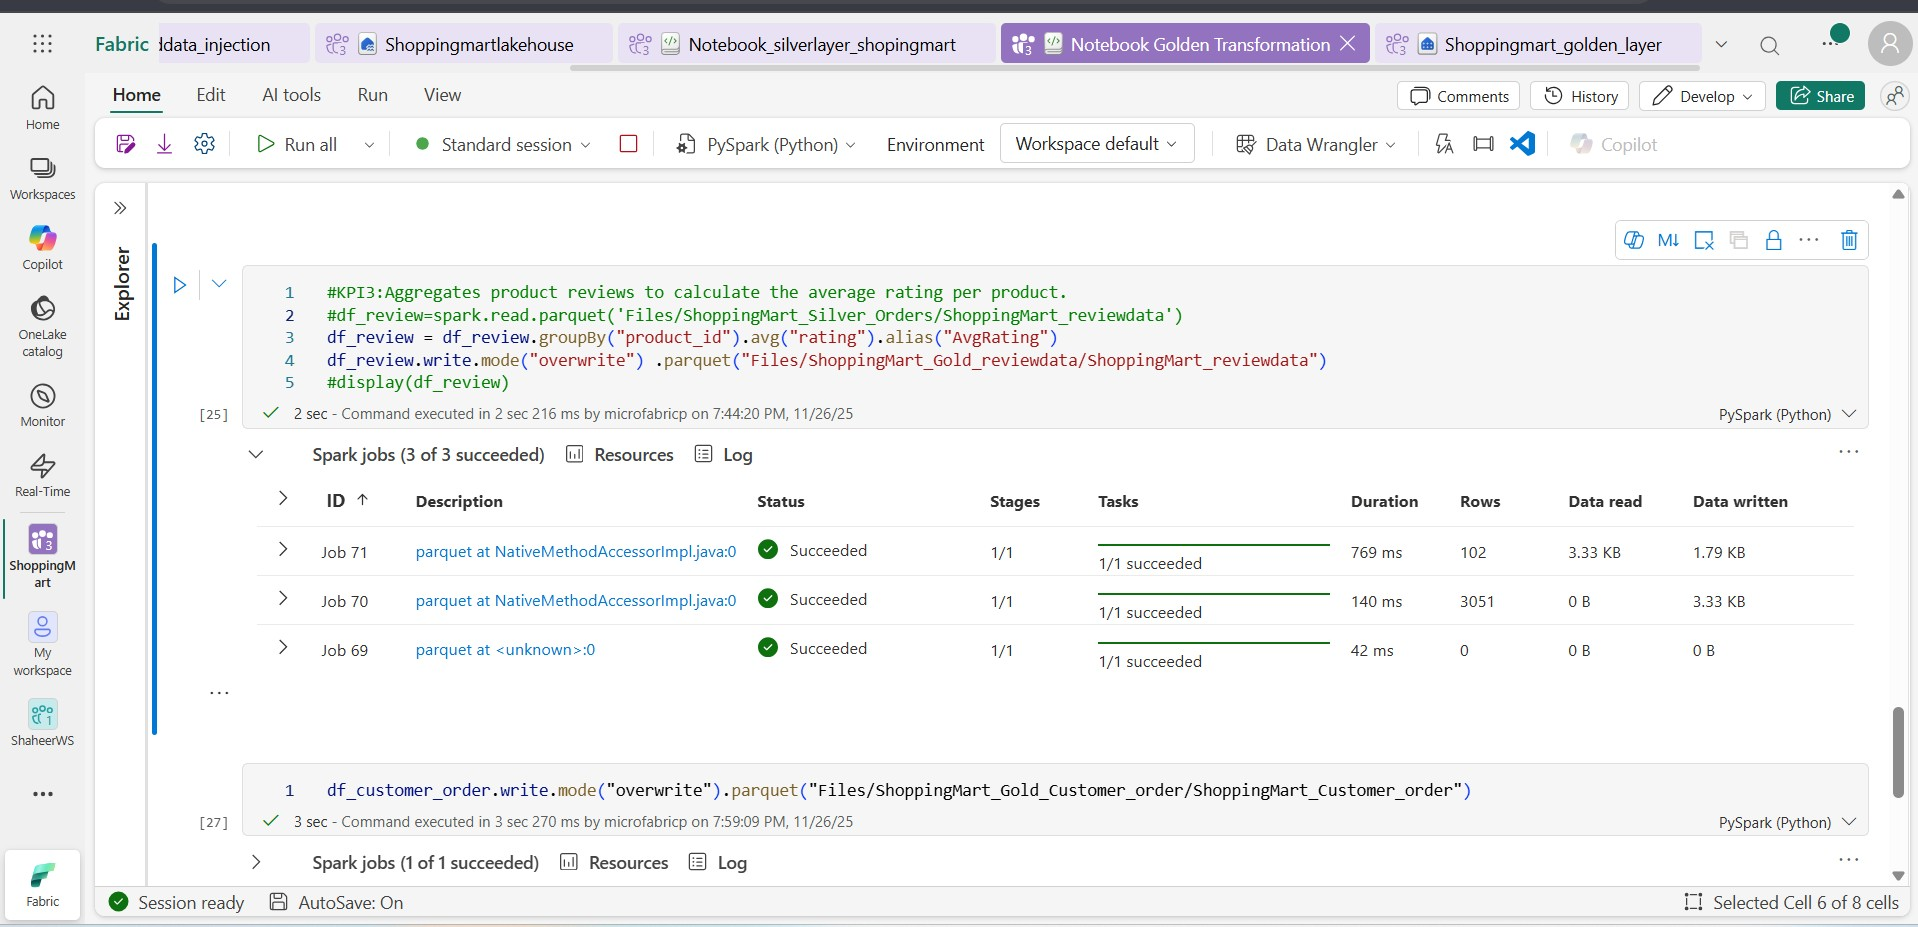 Fabric
ddata_injection
Shoppingmartlakehouse
Notebook_silverlayer_shopingmart
Notebook Golden Transformation
Shoppingmart_golden_layer
Home Edit AI tools Run View
Comments History Develop Share
Run all Standard session PySpark (Python) Environment Workspace default Data Wrangler Copilot
Home
Workspaces
Copilot
OneLake
catalog
Monitor
Real-Time
3
ShoppingM
art
My
workspace
1
ShaheerWS
Fabric
Explorer
M↓
1 #KPI3:Aggregates product reviews to calculate the average rating per product.
2 #df_review=spark.read.parquet('Files/ShoppingMart_Silver_Orders/ShoppingMart_reviewdata')
3 df_review = df_review.groupBy("product_id").avg("rating").alias("AvgRating")
4 df_review.write.mode("overwrite") .parquet("Files/ShoppingMart_Gold_reviewdata/ShoppingMart_reviewdata")
5 #display(df_review)
[25] 2 sec - Command executed in 2 sec 216 ms by microfabricp on 7:44:20 PM, 11/26/25 PySpark (Python)
Spark jobs (3 of 3 succeeded) Resources Log
ID ↑ Description Status Stages Tasks Duration Rows Data read Data written
Job 71 parquet at NativeMethodAccessorImpl.java:0 Succeeded 1/1 1/1 succeeded 769 ms 102 3.33 KB 1.79 KB
Job 70 parquet at NativeMethodAccessorImpl.java:0 Succeeded 1/1 1/1 succeeded 140 ms 3051 0 B 3.33 KB
Job 69 parquet at <unknown>:0 Succeeded 1/1 1/1 succeeded 42 ms 0 0 B 0 B
1 df_customer_order.write.mode("overwrite").parquet("Files/ShoppingMart_Gold_Customer_order/ShoppingMart_Customer_order")
[27] 3 sec - Command executed in 3 sec 270 ms by microfabricp on 7:59:09 PM, 11/26/25 PySpark (Python)
Spark jobs (1 of 1 succeeded) Resources Log
Session ready AutoSave: On Selected Cell 6 of 8 cells